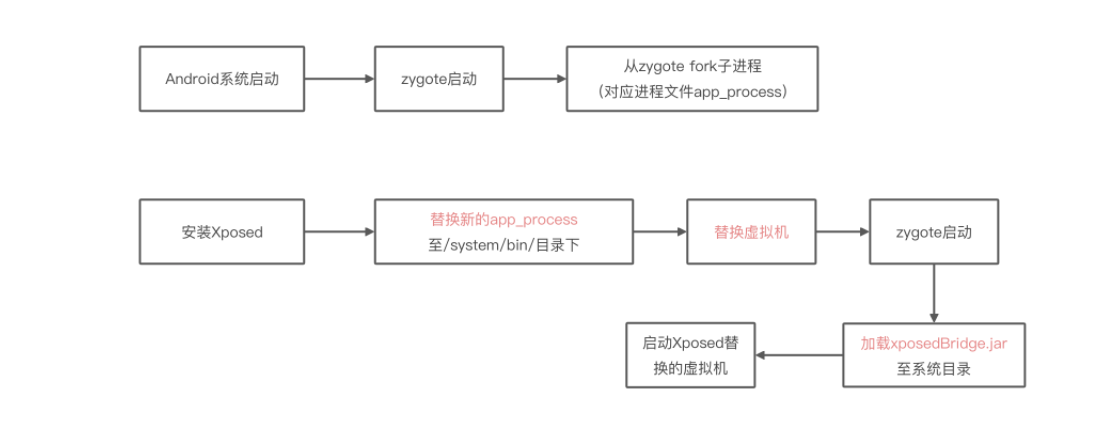 Android系统启动
zygote启动
从zygote fork子进程
（对应进程文件app_process）
安装Xposed
替换新的app_process
至/system/bin/目录下
替换虚拟机
zygote启动
加载xposedBridge.jar
至系统目录
启动Xposed替
换的虚拟机